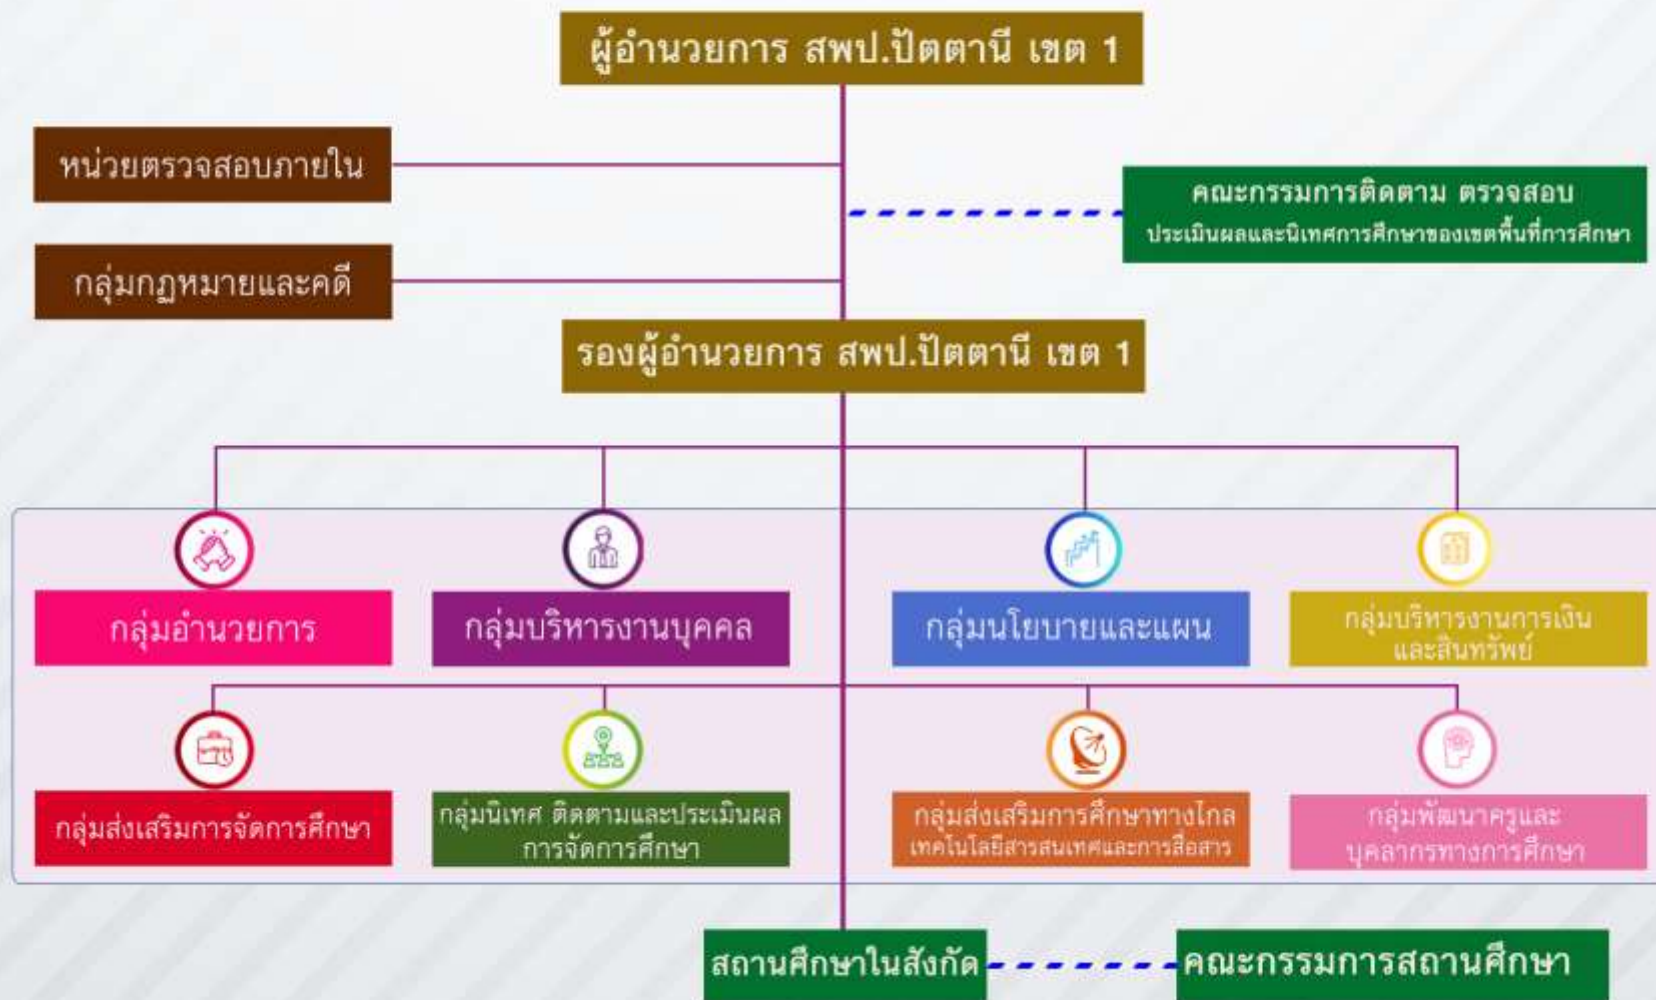 ผู้อำนวยการ สพป.ปัตตานี เขต 1
หน่วยตรวจสอบภายใน
คณะกรรมการติดตาม ตรวจสอบ
ประเมินผลและนิเทศการศึกษาของเขตพื้นที่การศึกษา
กลุ่มกฏหมายและคดี
รองผู้อำนวยการ สพป.ปัตตานี เขต 1
กลุ่มอำนวยการ
กลุ่มบริหารงานบุคคล
กลุ่มนโยบายและแผน
กลุ่มบริหารงานการเงิน
และสินทรัพย์
กลุ่มส่งเสริมการจัดการศึกษา
กลุ่มนิเทศ ติดตามและประเมินผล
การจัดการศึกษา
กลุ่มส่งเสริมการศึกษาทางไกล
เทคโนโลยีสารสนเทศและการสื่อสาร
กลุ่มพัฒนาครูและ
บุคลากรทางการศึกษา
สถานศึกษาในสังกัด
คณะกรรมการสถานศึกษา